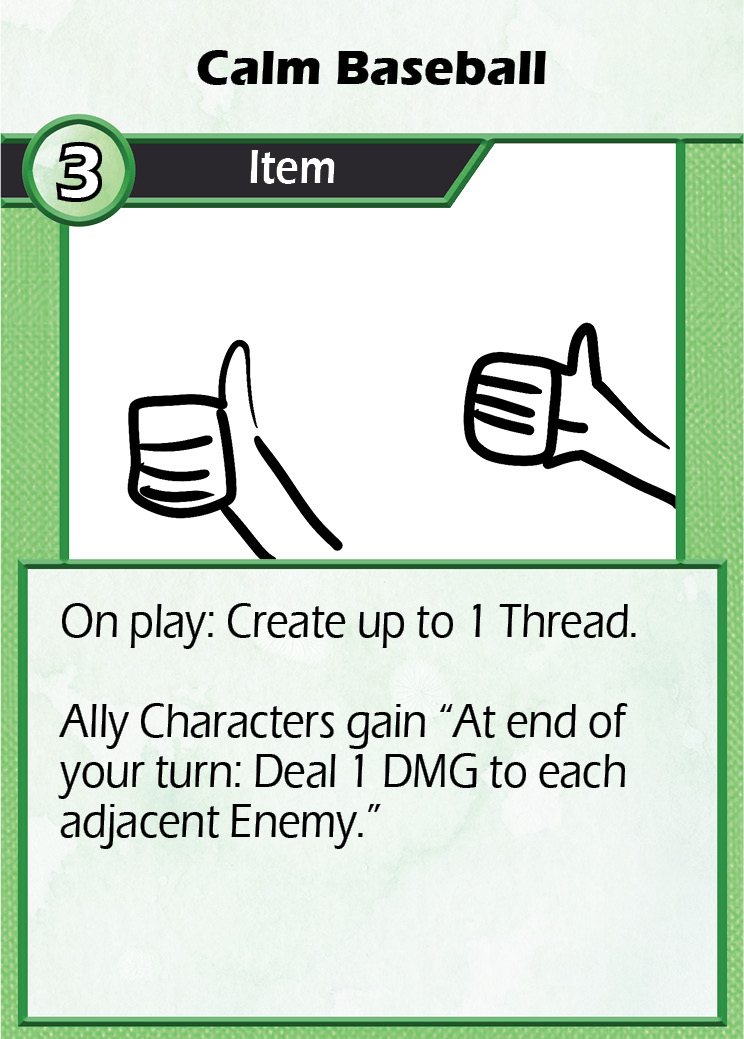 Calm Baseball
3
Item
On play: Create up to 1 Thread.
Ally Characters gain “At end of
your turn: Deal 1 DMG to each
adjacent Enemy.”